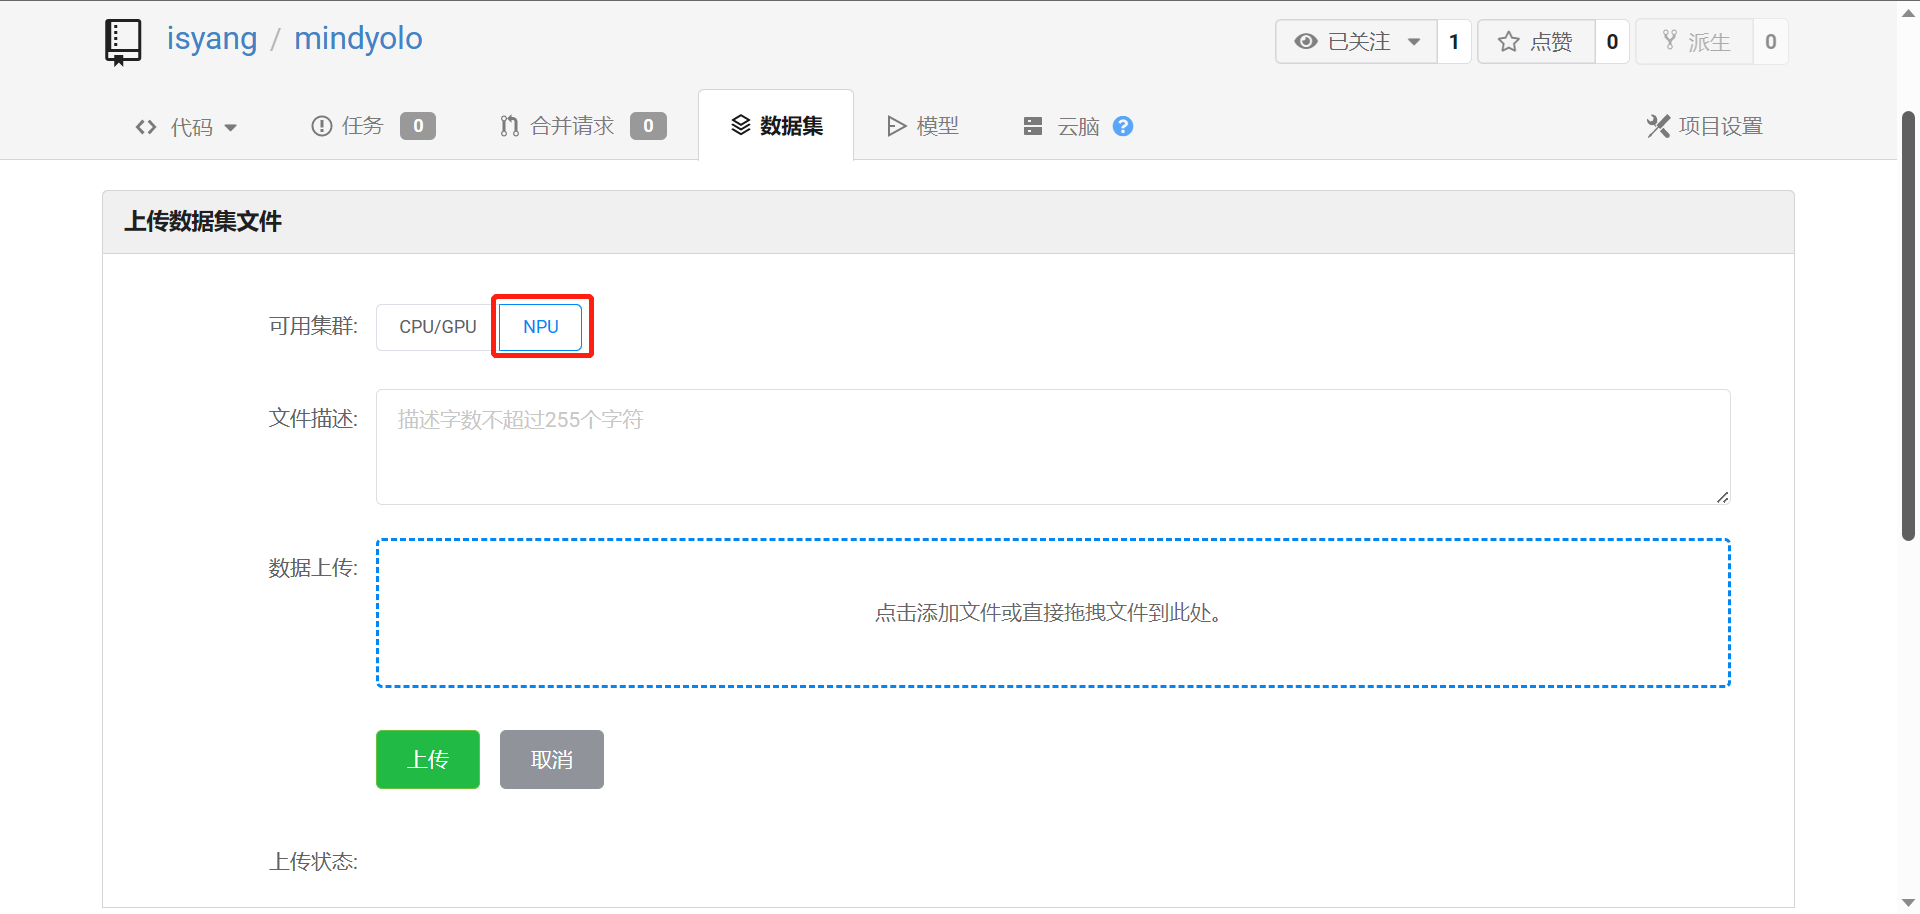 isyang / mindyolo
已关注 1 点赞 0 派生 0
代码 任务 0 合并请求 0 数据集 模型 云脑 ? 项目设置
上传数据集文件
可用集群: CPU/GPU NPU
文件描述: 描述字数不超过255个字符
数据上传:
点击添加文件或直接拖拽文件到此处。
上传 取消
上传状态: